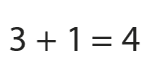 3 + 1 = 4